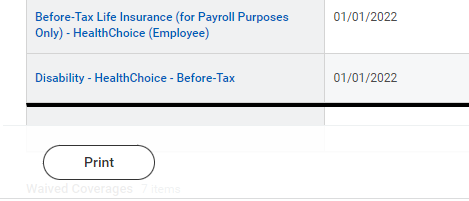 Before-Tax Life Insurance (for Payroll Purposes 01/01/2022
Only) - HealthChoice (Employee)
Disability - HealthChoice - Before-Tax 01/01/2022
Print
Waived Coverages 7 items